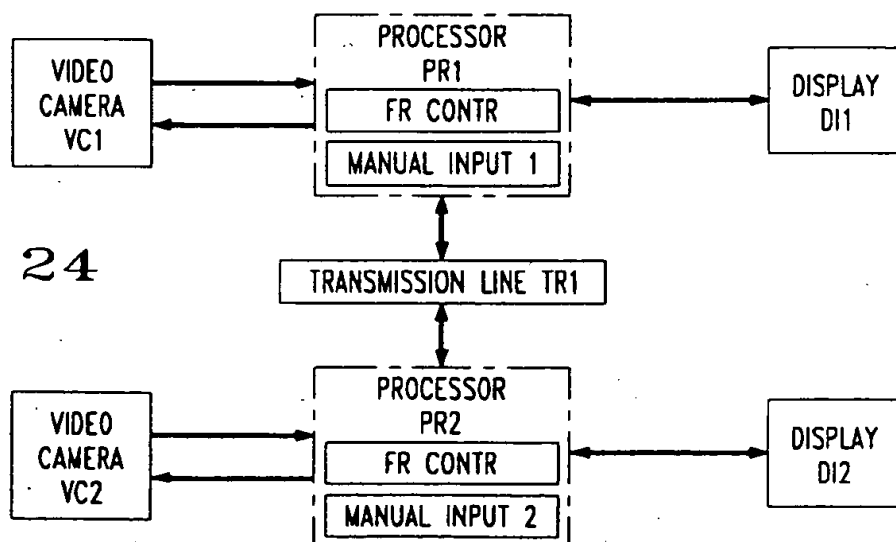 PROCESSOR
PR1
FR CONTR
MANUAL INPUT 1
VIDEO
CAMERA
VC1
DISPLAY
DI1
24
TRANSMISSION LINE TR1
PROCESSOR
PR2
FR CONTR
MANUAL INPUT 2
VIDEO
CAMERA
VC2
DISPLAY
DI2